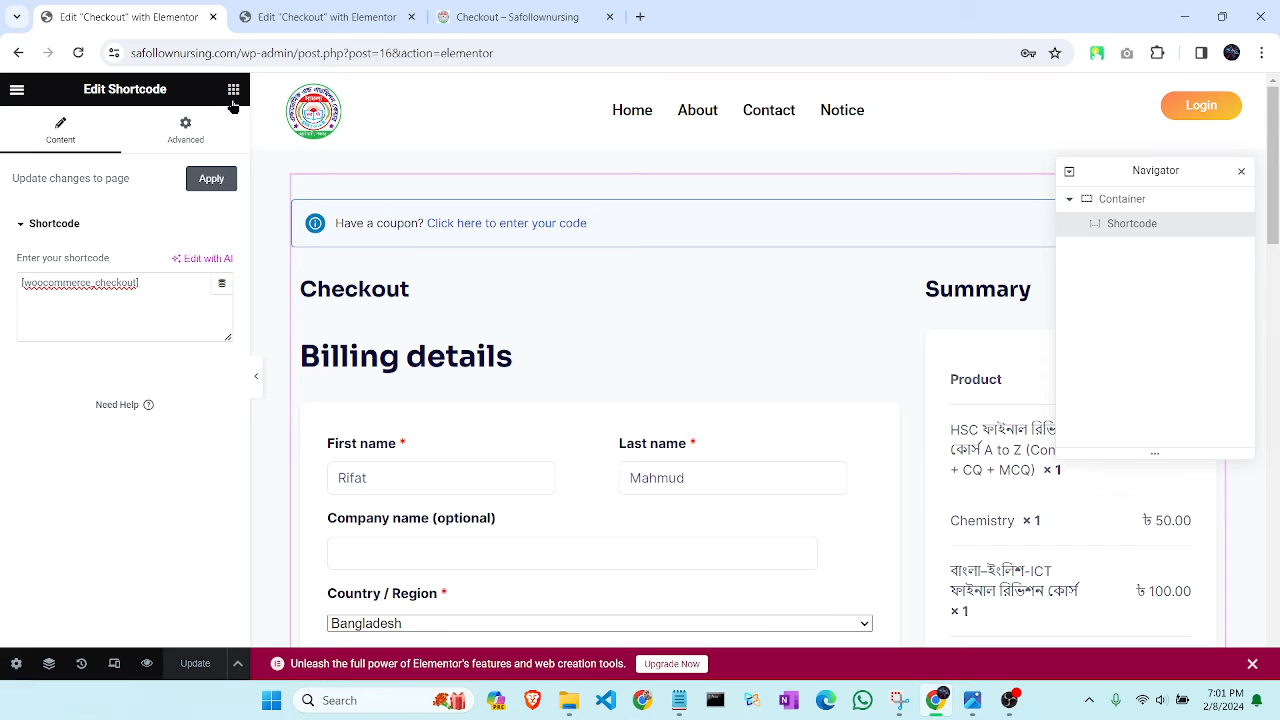 Edit "Checkout" with Elementor
Edit "Checkout" with Elementor
Checkout – Safollownursing
safollownursing.com/wp-admin/post.php?post=16&action=elementor
Edit Shortcode
Content
Advanced
Update changes to page
Apply
Shortcode
Enter your shortcode
Edit with AI
[woocommerce_checkout]
Need Help
Update
Home
About
Contact
Notice
Login
Navigator
Container
Shortcode
Have a coupon? Click here to enter your code
Checkout
Billing details
First name *
Last name *
Rifat
Mahmud
Company name (optional)
Country / Region *
Bangladesh
Summary
Product
HSC ফাইনাল রিভি
কোর্স A to Z (Con
+ CQ + MCQ) × 1
Chemistry × 1
৳ 50.00
বাংলা-ইংলিশ-ICT
ফাইনাল রিভিশন কোর্স
৳ 100.00
× 1
Unleash the full power of Elementor's features and web creation tools.
Upgrade Now
Search
7:01 PM
2/8/2024